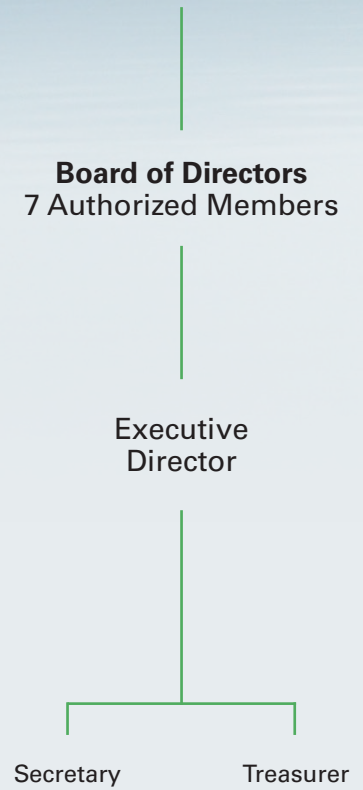 Board of Directors
7 Authorized Members
Executive
Director
Secretary
Treasurer